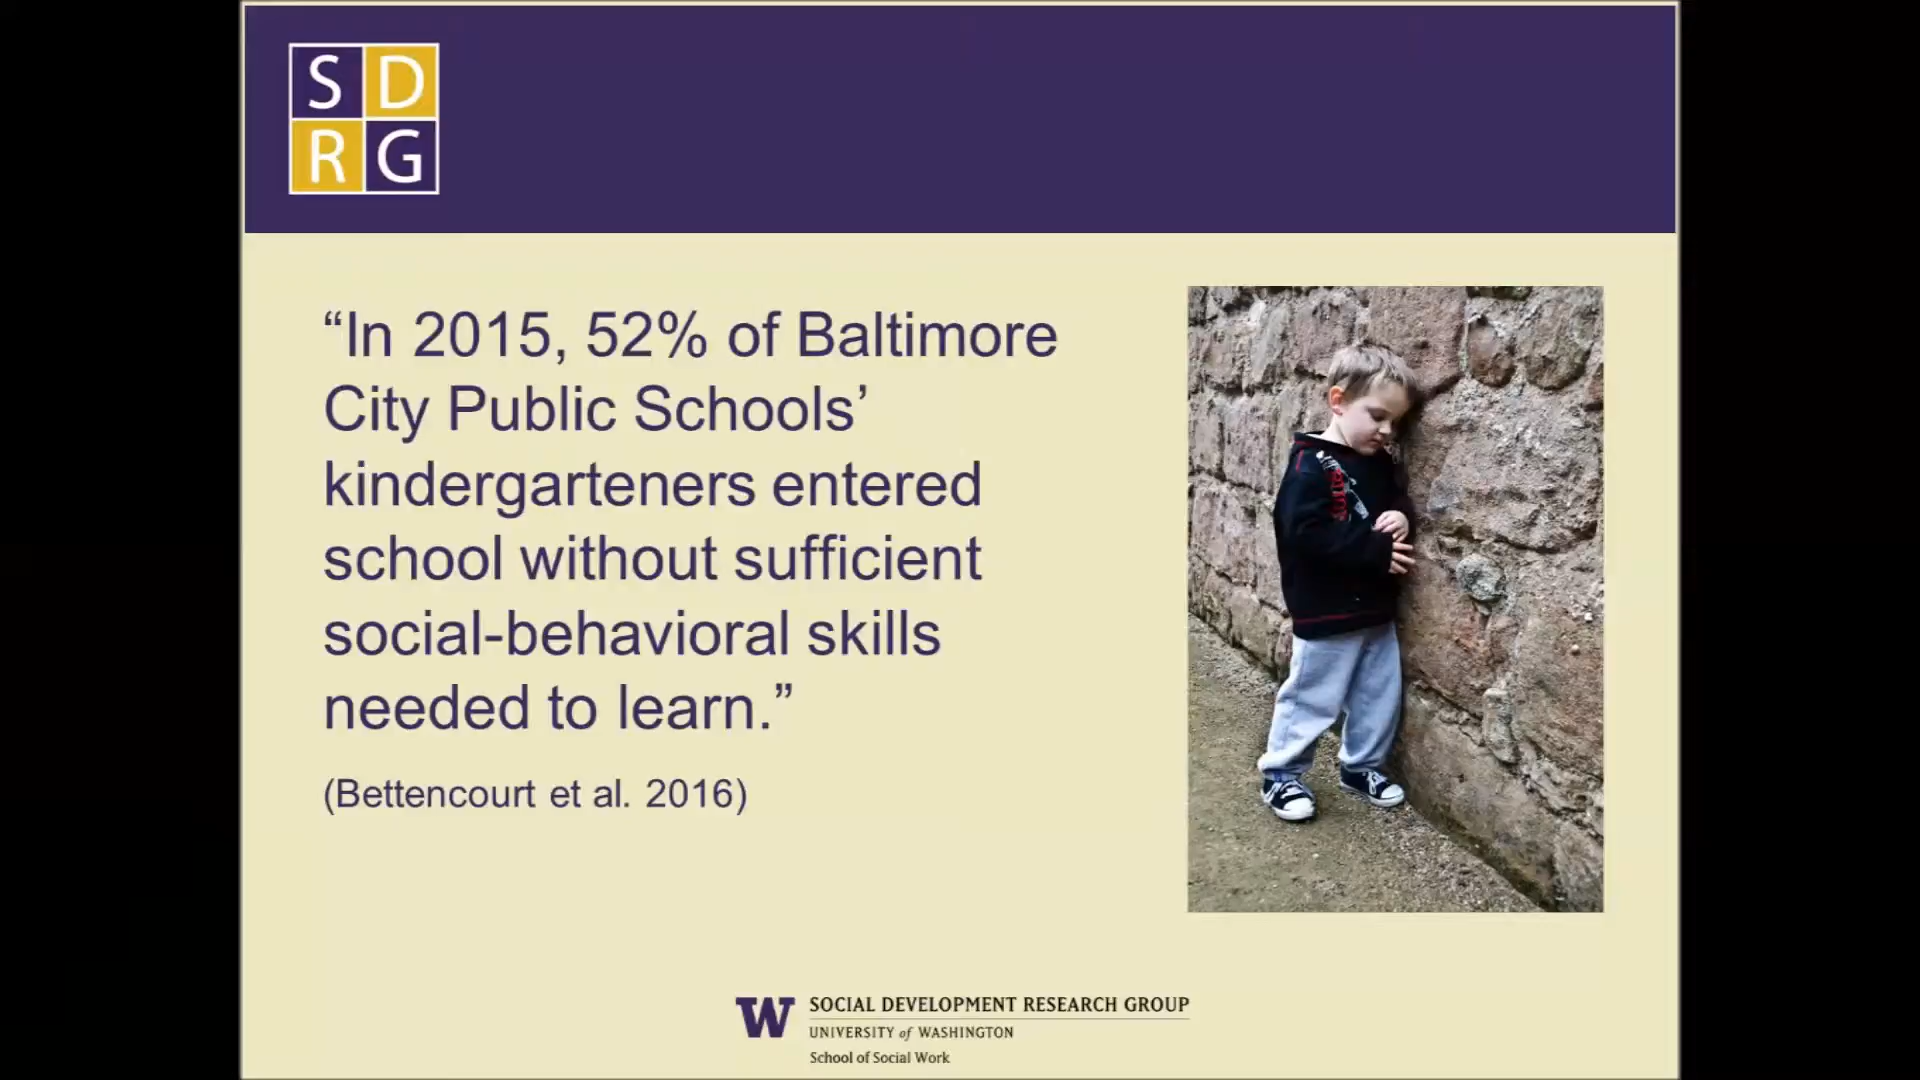 S D
R G
“In 2015, 52% of Baltimore
City Public Schools’
kindergarteners entered
school without sufficient
social-behavioral skills
needed to learn.”
(Bettencourt et al. 2016)
W SOCIAL DEVELOPMENT RESEARCH GROUP
UNIVERSITY of WASHINGTON
School of Social Work